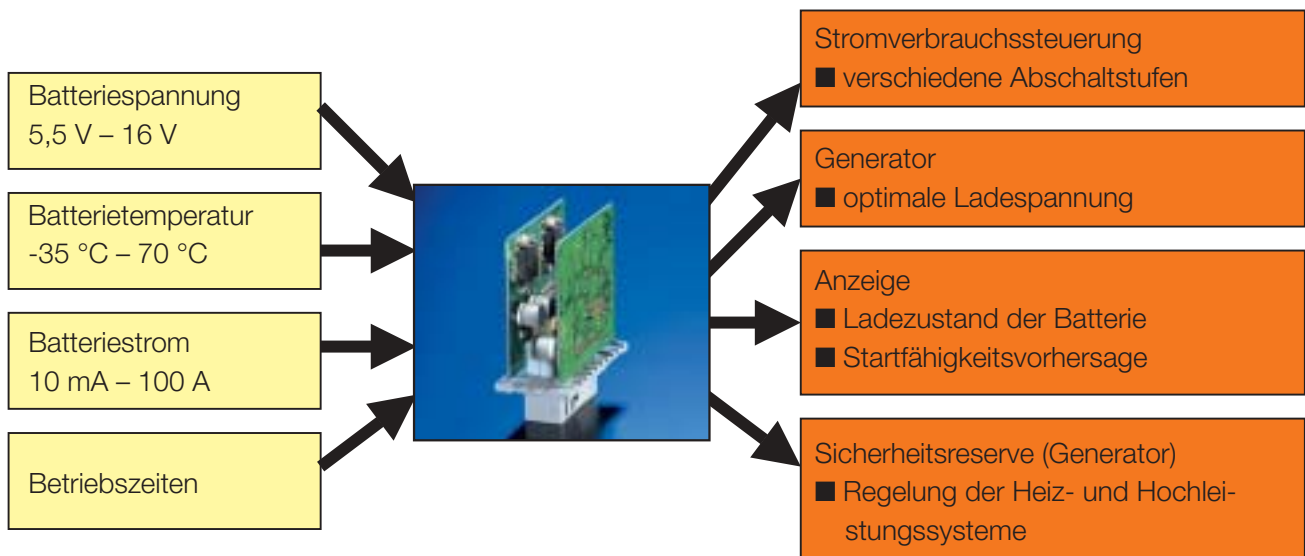 Batteriespannung
5,5 V – 16 V
Batterietemperatur
-35 °C – 70 °C
Batteriestrom
10 mA – 100 A
Betriebszeiten
Stromverbrauchssteuerung
■ verschiedene Abschaltstufen
Generator
■ optimale Ladespannung
Anzeige
■ Ladezustand der Batterie
■ Startfähigkeitsvorhersage
Sicherheitsreserve (Generator)
■ Regelung der Heiz- und Hochlei-
stungssysteme